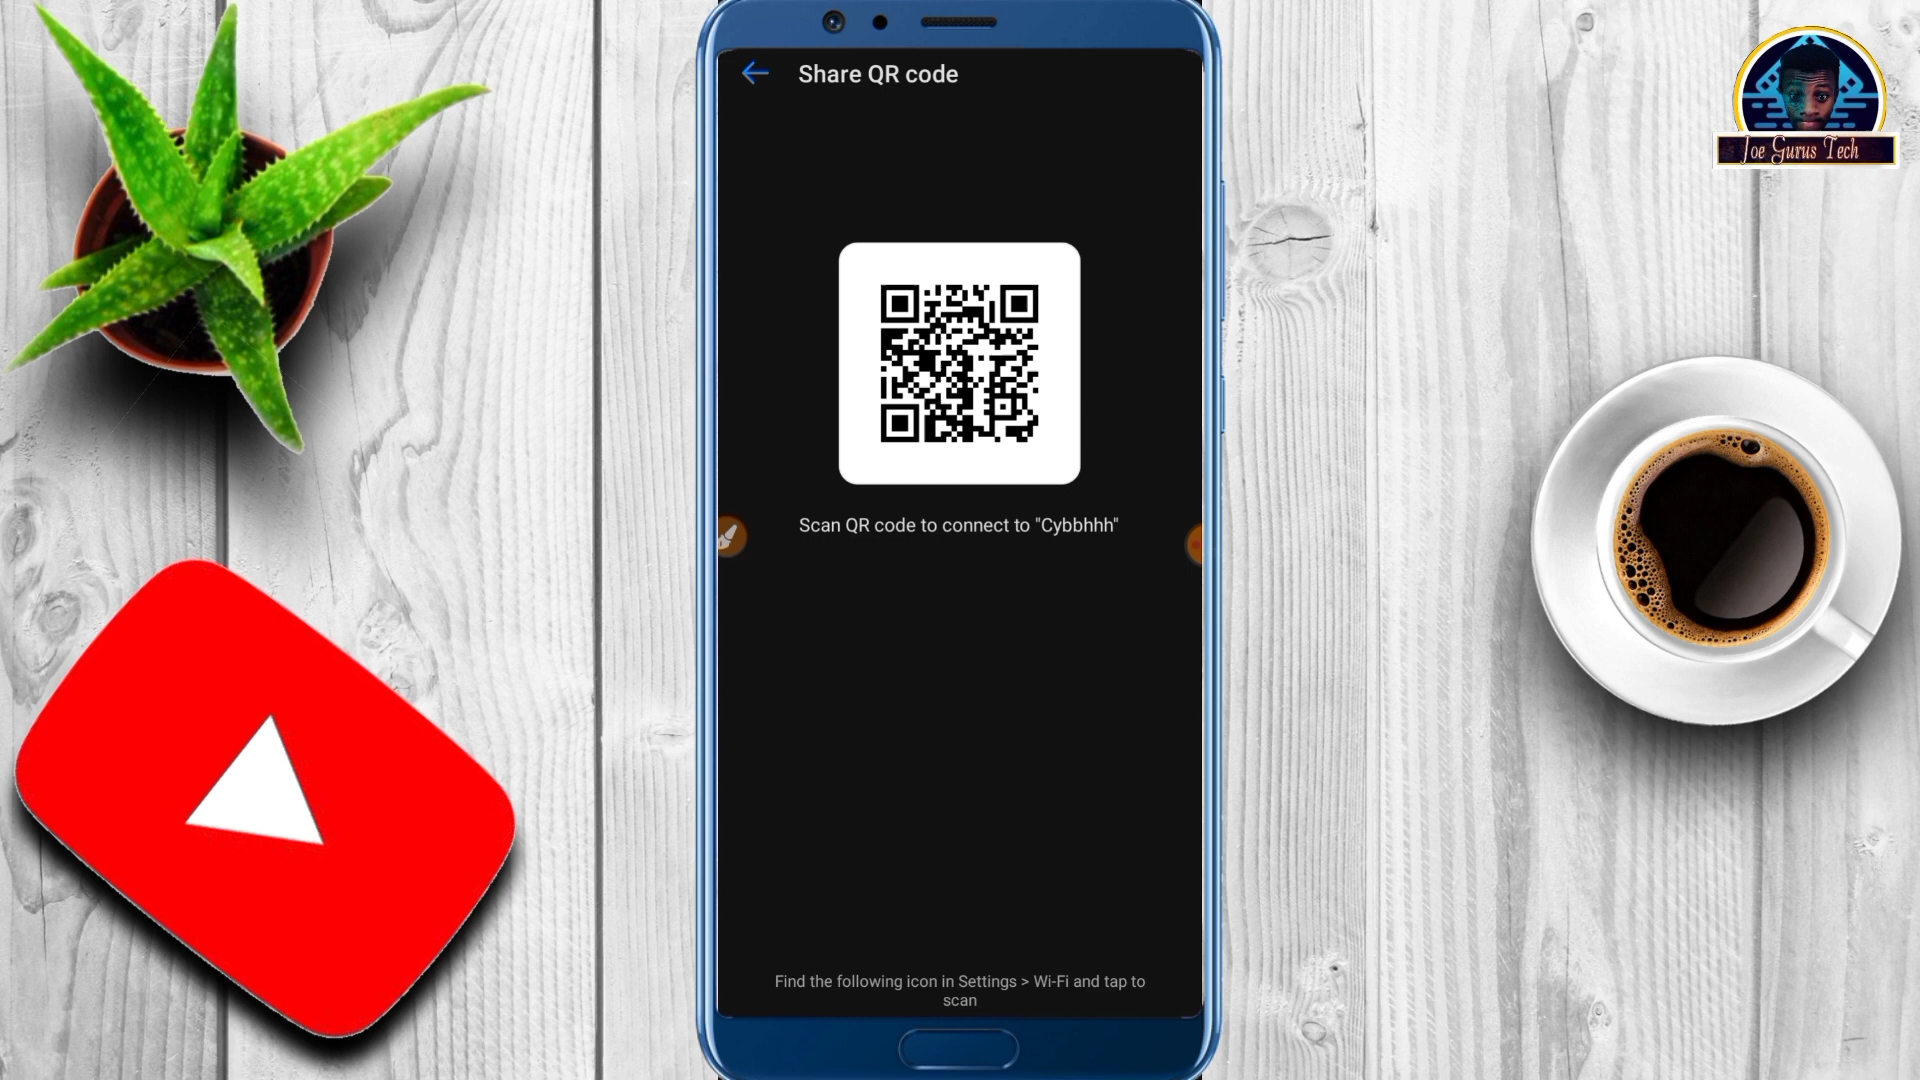 Share QR code
Joe Gurus Tech
Scan QR code to connect to "Cybbhhh"
Find the following icon in Settings > Wi-Fi and tap to
scan